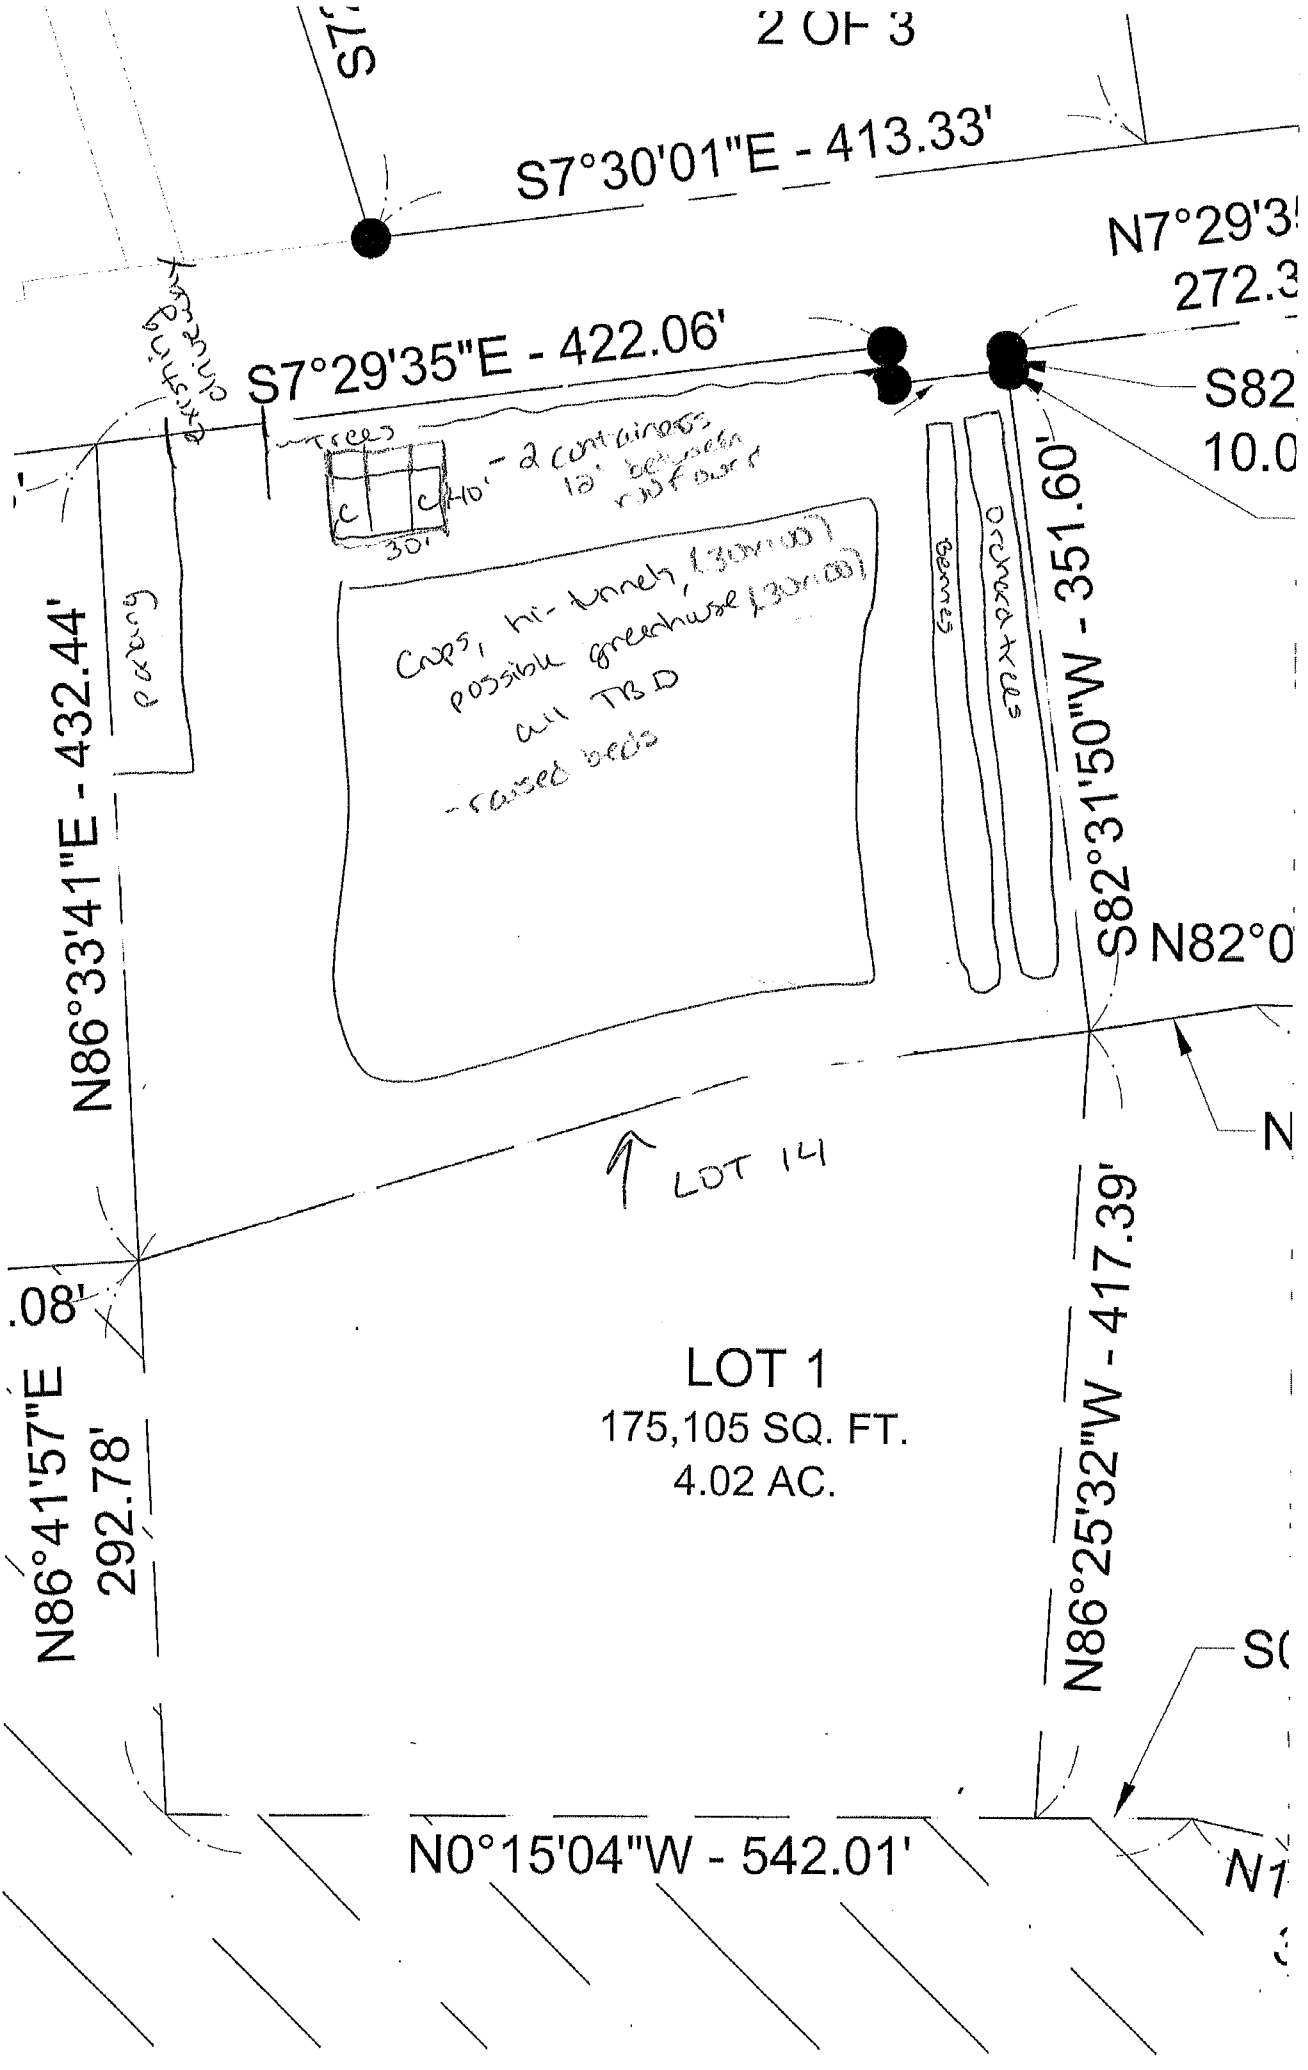 2 OF 3
S7°
S7°30'01"E - 413.33'
N7°29'3
272.3
existing
driveway
S7°29'35"E - 422.06'
S82
10.0
-Trees
- 2 containers
12' between
roof over
C
C
40'
30'
Crops, hi-tunnels, (30x100)
possible greenhouse (30x100)
all TBD
- raised beds
Berries
Orchard trees
parking
N86°33'41"E - 432.44'
S82°31'50"W - 351.60'
N82°0
N
LOT 14
.08'
LOT 1
175,105 SQ. FT.
4.02 AC.
N86°41'57"E
292.78'
N86°25'32"W - 417.39'
S0
N0°15'04"W - 542.01'
N1